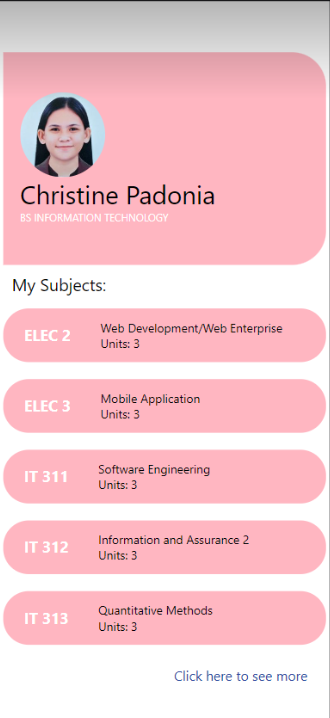 Christine Padonia
BS INFORMATION TECHNOLOGY
My Subjects:
ELEC 2
Web Development/Web Enterprise
Units: 3
ELEC 3
Mobile Application
Units: 3
IT 311
Software Engineering
Units: 3
IT 312
Information and Assurance 2
Units: 3
IT 313
Quantitative Methods
Units: 3
Click here to see more